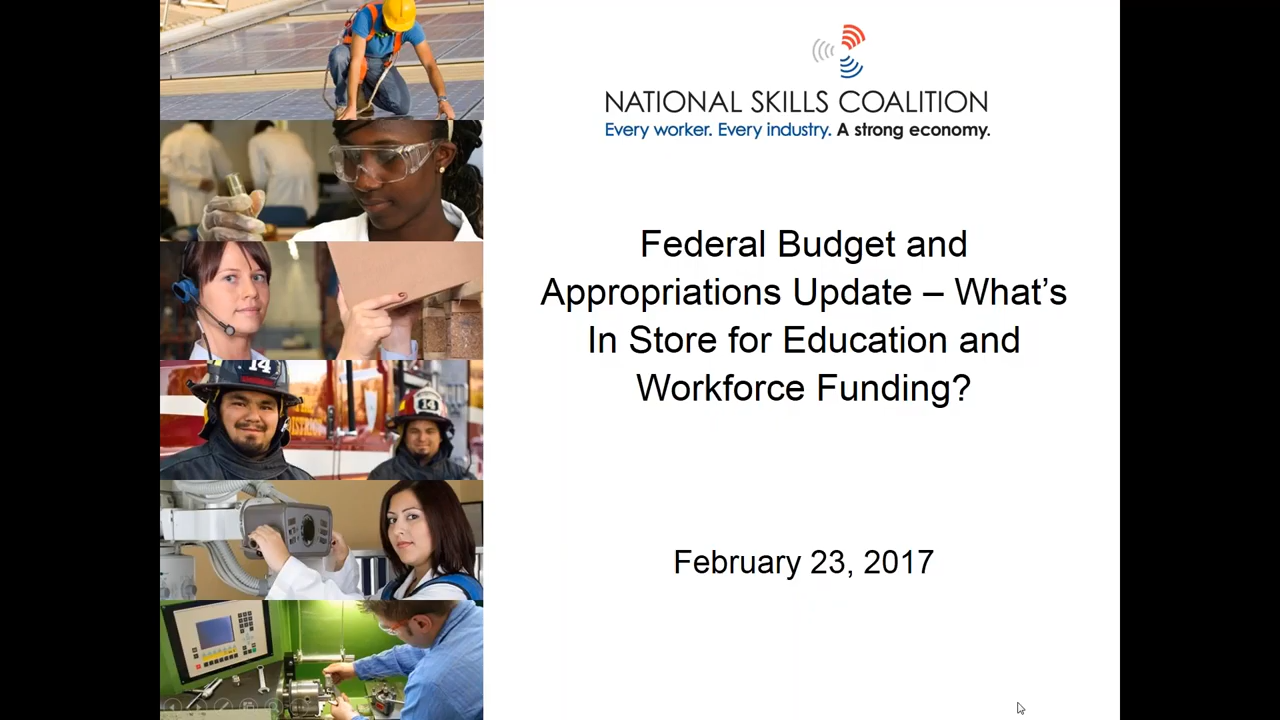 NATIONAL SKILLS COALITION
Every worker. Every industry. A strong economy.
Federal Budget and
Appropriations Update – What’s
In Store for Education and
Workforce Funding?
February 23, 2017
14
14